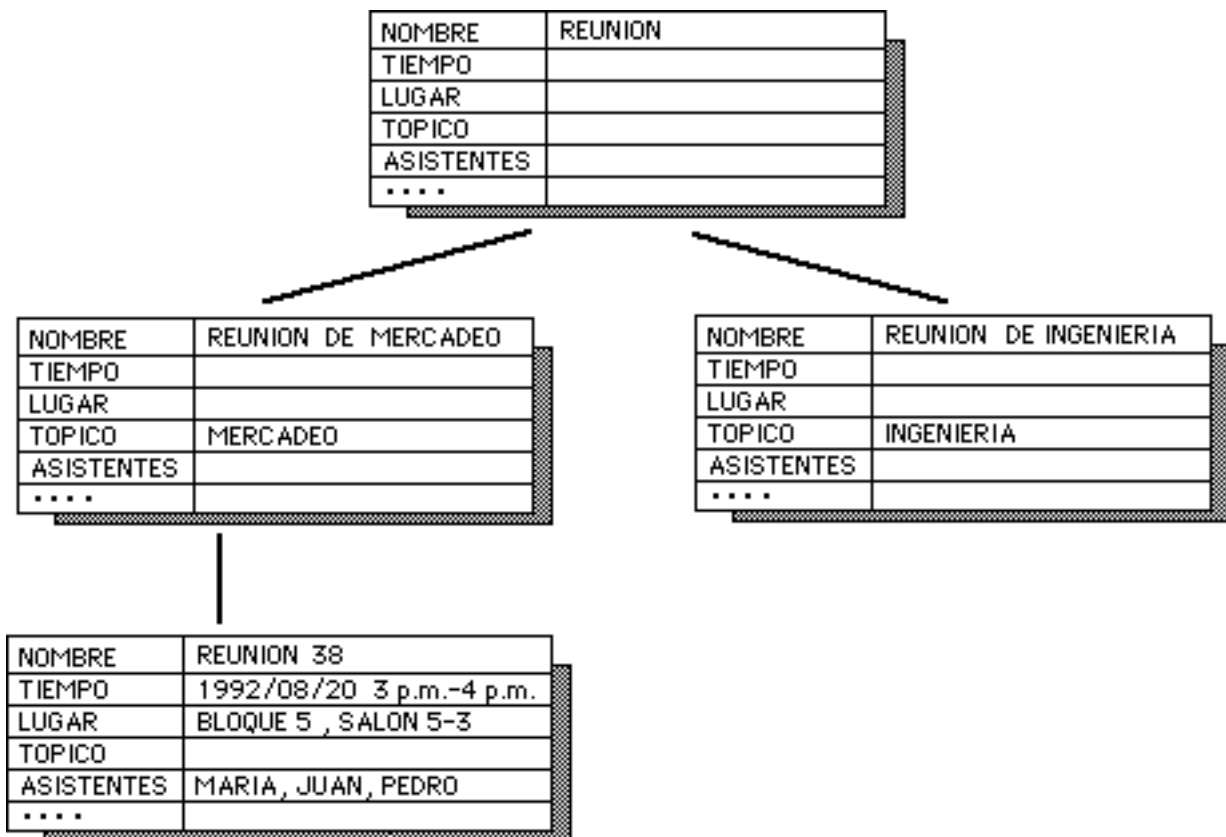 NOMBRE REUNION
TIEMPO
LUGAR
TOPICO
ASISTENTES
....
NOMBRE REUNION DE MERCADEO
TIEMPO
LUGAR
TOPICO MERCADEO
ASISTENTES
....
NOMBRE REUNION DE INGENIERIA
TIEMPO
LUGAR
TOPICO INGENIERIA
ASISTENTES
....
NOMBRE REUNION 38
TIEMPO 1992/08/20 3 p.m.-4 p.m.
LUGAR BLOQUE 5 , SALON 5-3
TOPICO
ASISTENTES MARIA, JUAN, PEDRO
....